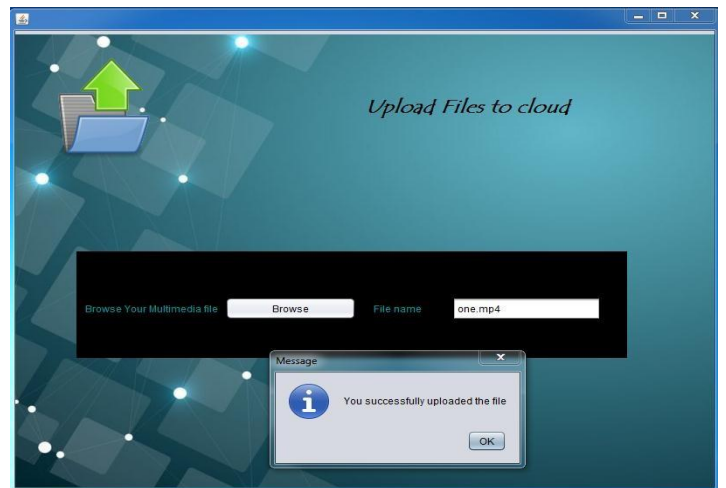 Upload Files to cloud
Browse Your Multimedia file Browse File name one.mp4
Message
You successfully uploaded the file
OK